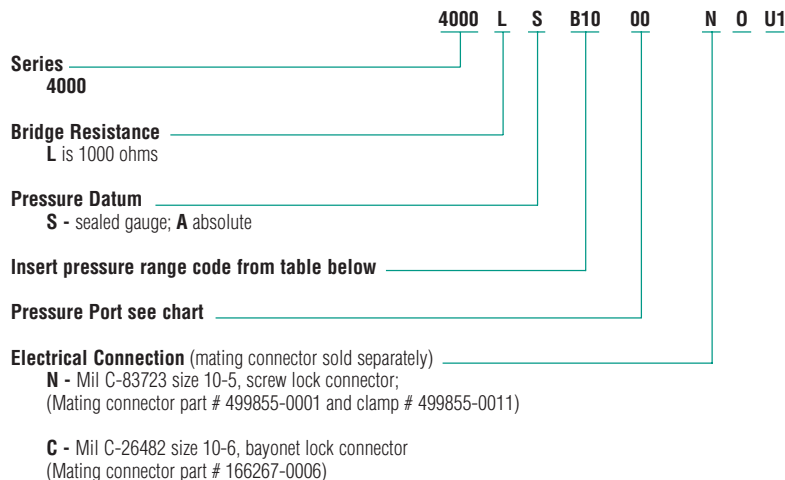 4000 L S B10 00 N O U1
Series
4000
Bridge Resistance
L is 1000 ohms
Pressure Datum
S - sealed gauge; A absolute
Insert pressure range code from table below
Pressure Port see chart
Electrical Connection (mating connector sold separately)
N - Mil C-83723 size 10-5, screw lock connector;
(Mating connector part # 499855-0001 and clamp # 499855-0011)
C - Mil C-26482 size 10-6, bayonet lock connector
(Mating connector part # 166267-0006)